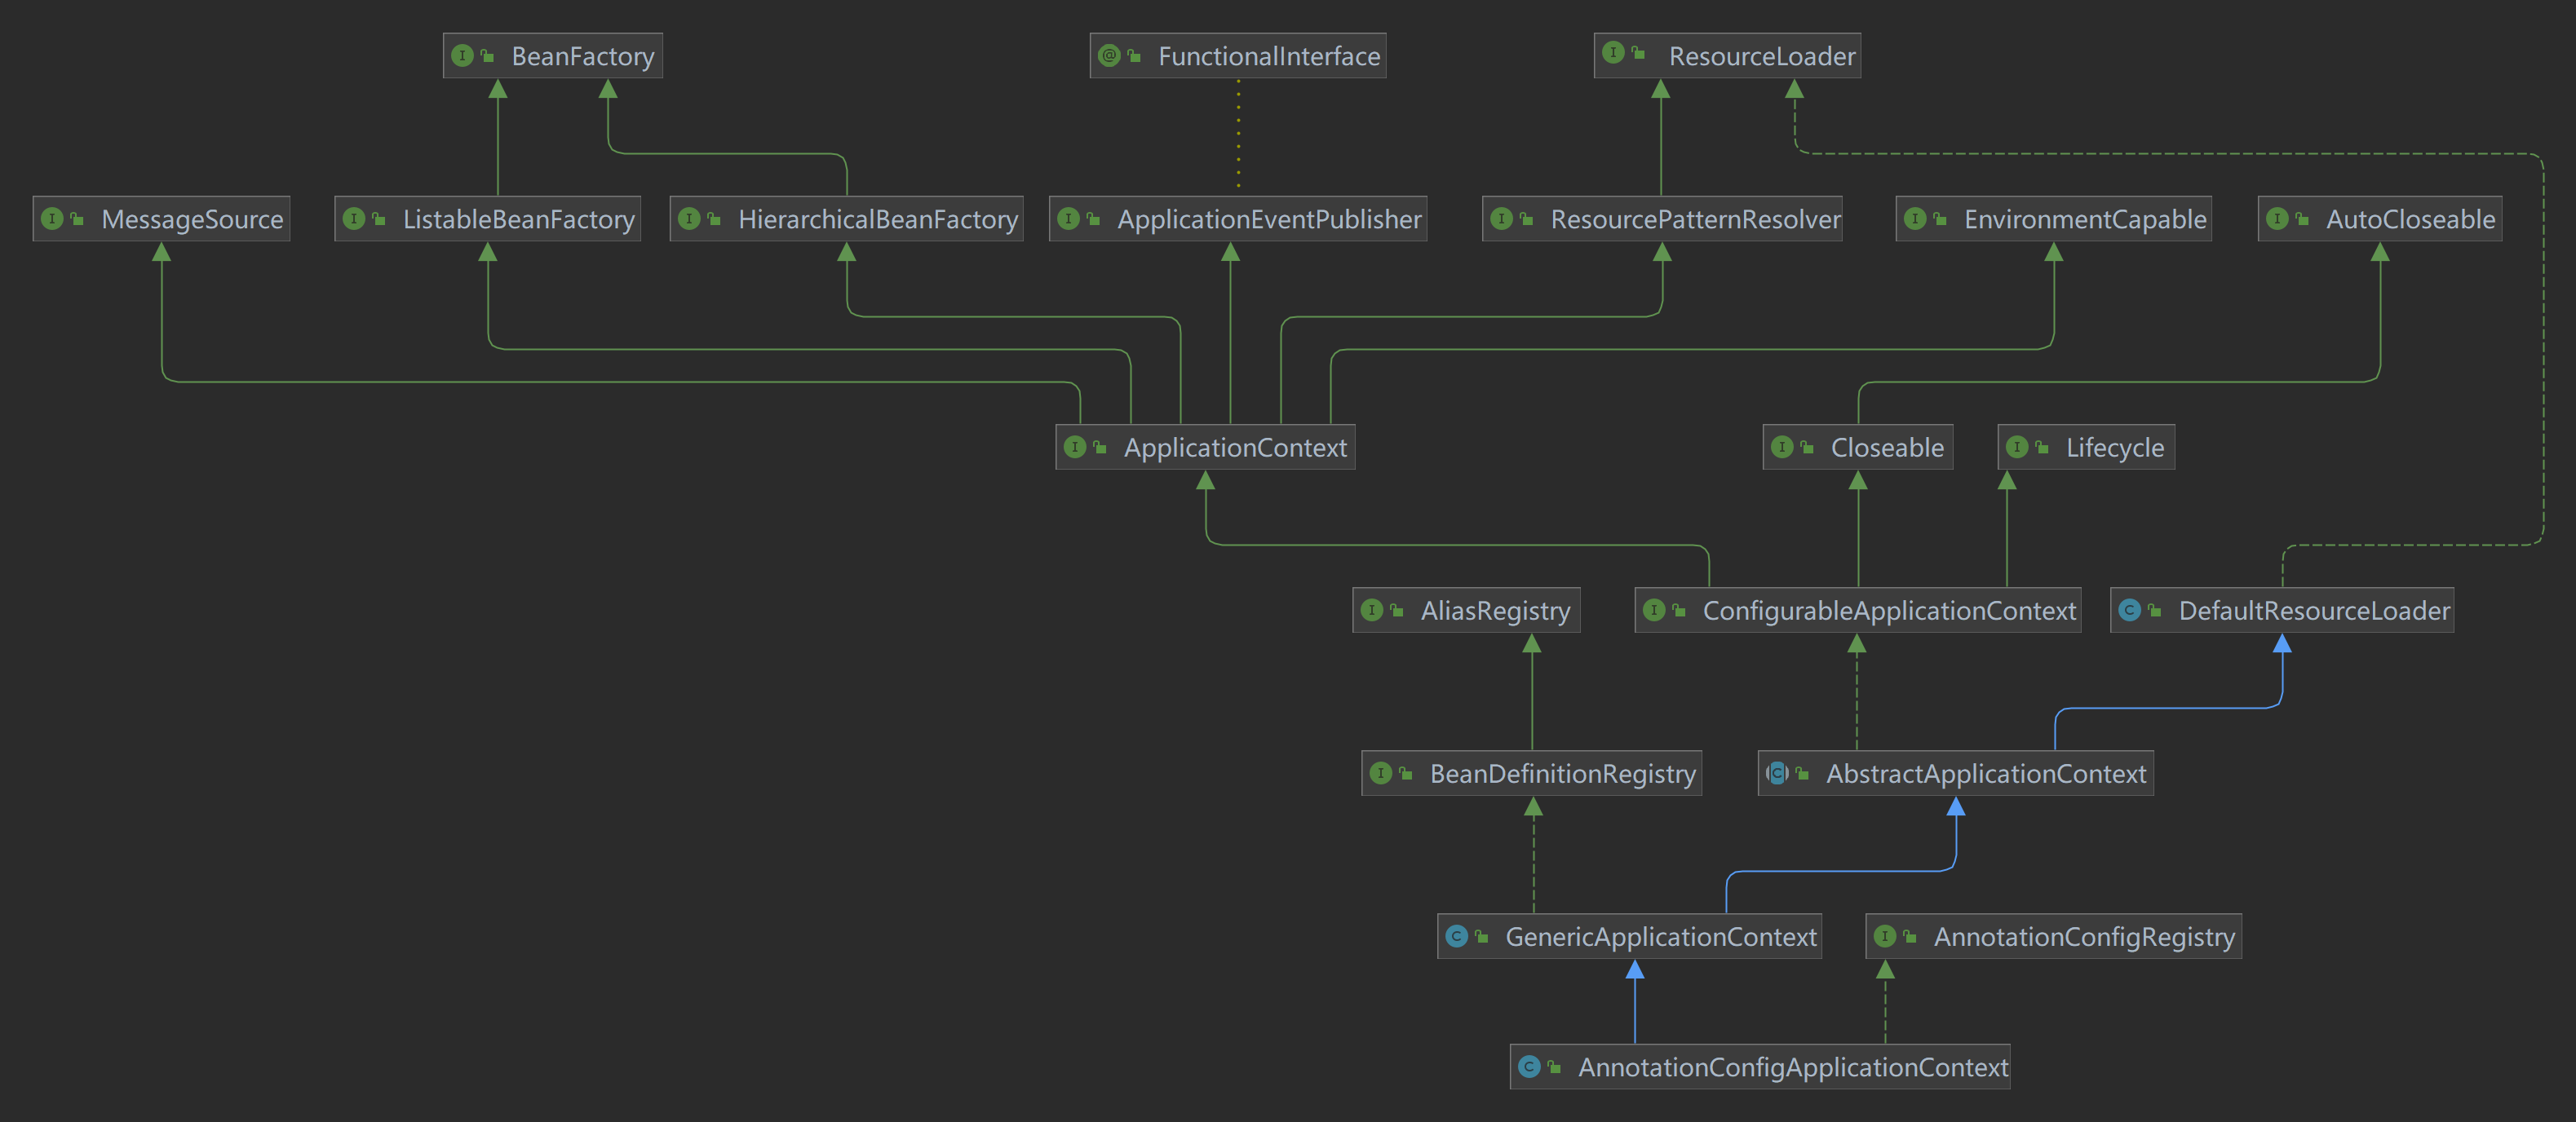 BeanFactory
FunctionalInterface
ResourceLoader
MessageSource
ListableBeanFactory
HierarchicalBeanFactory
ApplicationEventPublisher
ResourcePatternResolver
EnvironmentCapable
AutoCloseable
ApplicationContext
Closeable
Lifecycle
AliasRegistry
ConfigurableApplicationContext
DefaultResourceLoader
BeanDefinitionRegistry
AbstractApplicationContext
GenericApplicationContext
AnnotationConfigRegistry
AnnotationConfigApplicationContext